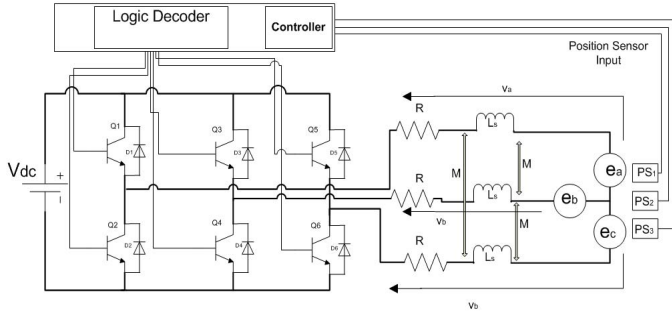 Logic Decoder
Controller
Position Sensor
Input
va
R
Ls
Q1
Q3
Q5
D1
D3
D5
Vdc
+
-
M
M
ea
PS1
R
Ls
eb
PS2
vb
M
ec
PS3
Q2
Q4
Q6
D2
D4
D6
R
Ls
vb